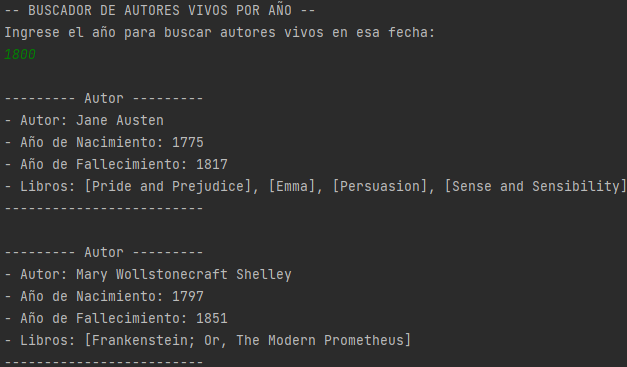 -- BUSCADOR DE AUTORES VIVOS POR AÑO --
Ingrese el año para buscar autores vivos en esa fecha:
1800
--------- Autor ---------
- Autor: Jane Austen
- Año de Nacimiento: 1775
- Año de Fallecimiento: 1817
- Libros: [Pride and Prejudice], [Emma], [Persuasion], [Sense and Sensibility]
-------------------------
--------- Autor ---------
- Autor: Mary Wollstonecraft Shelley
- Año de Nacimiento: 1797
- Año de Fallecimiento: 1851
- Libros: [Frankenstein; Or, The Modern Prometheus]
-------------------------